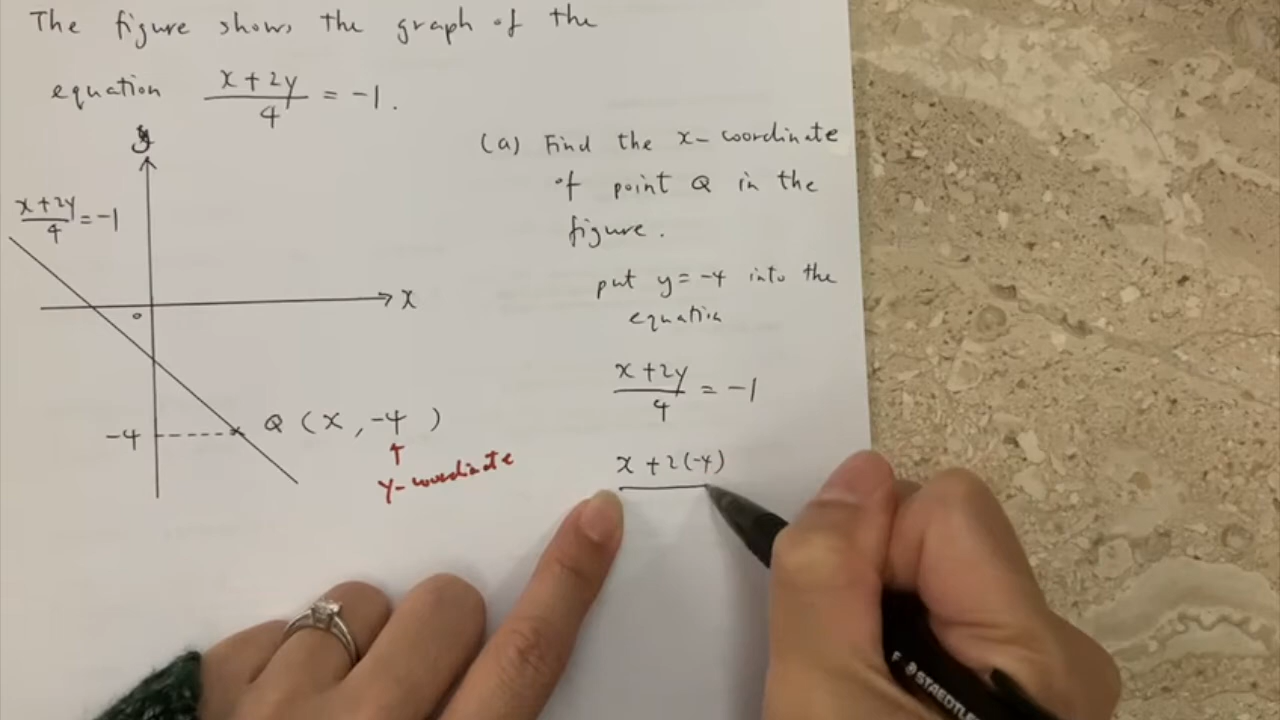 The figure shows the graph of the
equation x+2y/4 = -1.
y
x+2y/4 = -1
o
x
-4
Q (x, -4)
↑
y-coordinate
(a) Find the x-coordinate
of point Q in the
figure.
put y=-4 into the
equation
x+2y/4 = -1
x+2(-4)
F STAEDTLER